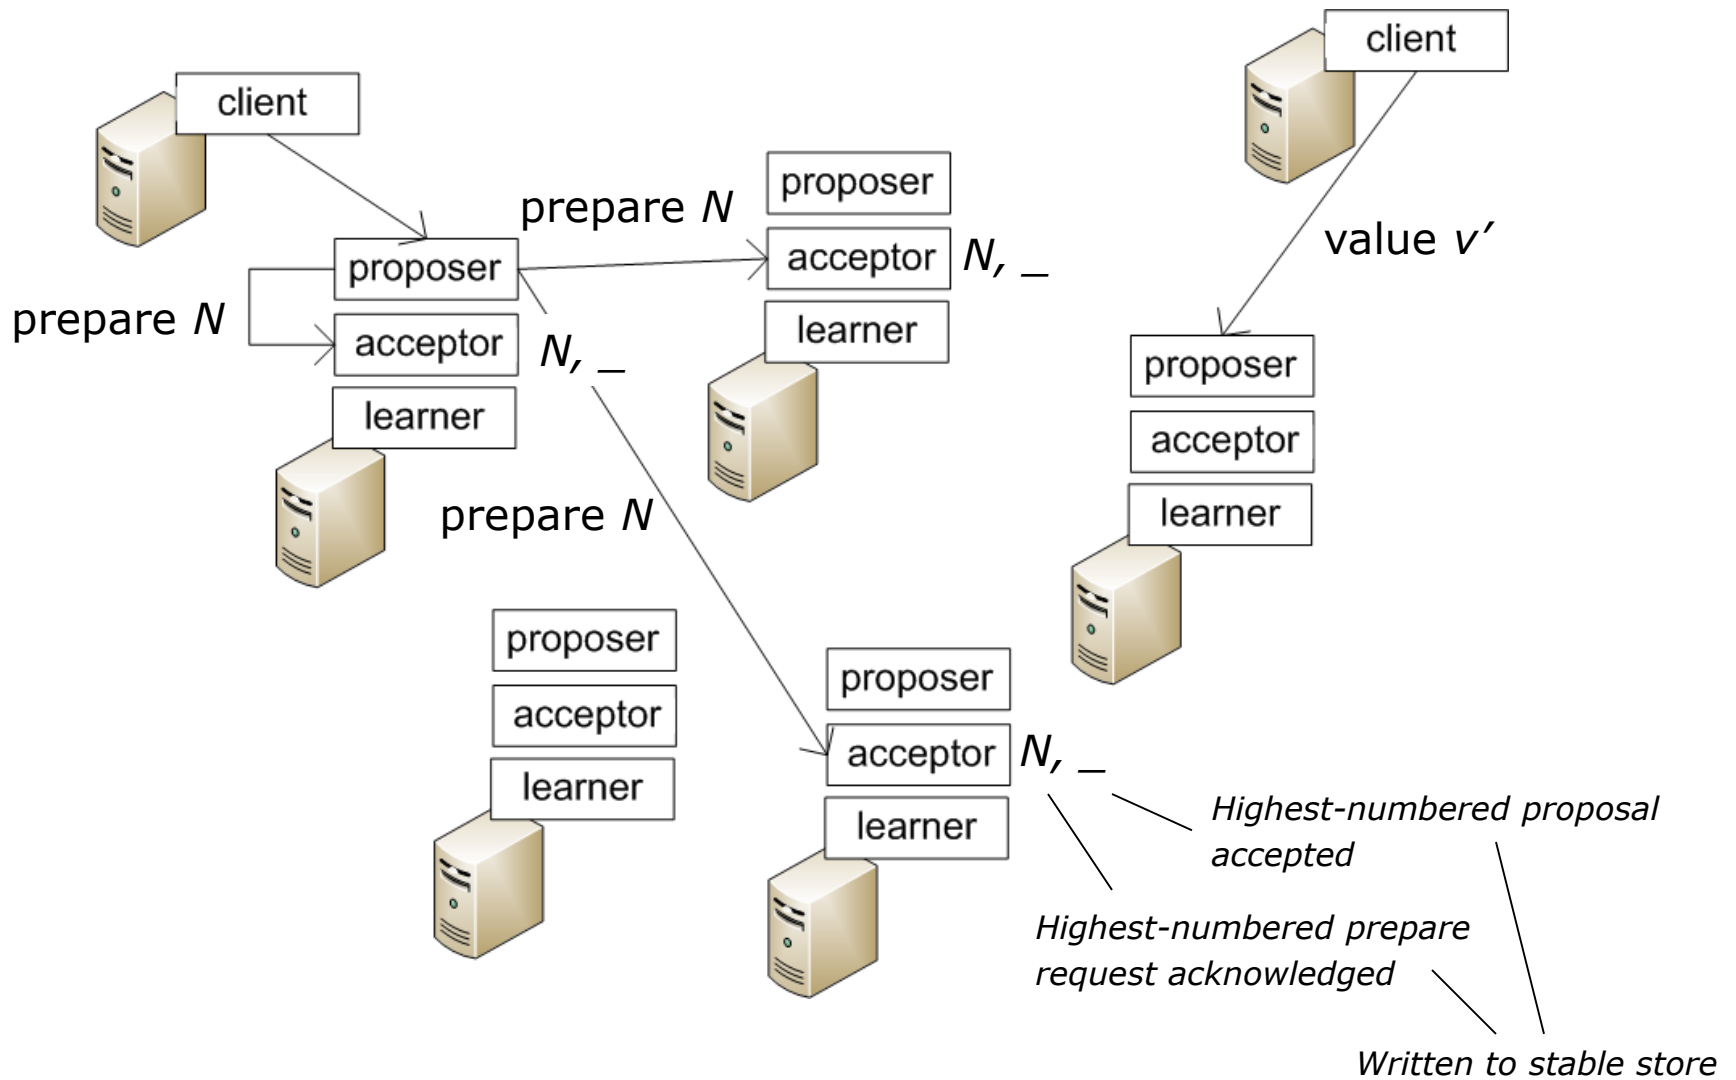 client
client
proposer
prepare N
acceptor N, _
value v′
proposer
prepare N
acceptor
N, _
learner
learner
proposer
acceptor
learner
prepare N
proposer
acceptor
learner
proposer
acceptor N, _
learner
Highest-numbered proposal
accepted
Highest-numbered prepare
request acknowledged
Written to stable store